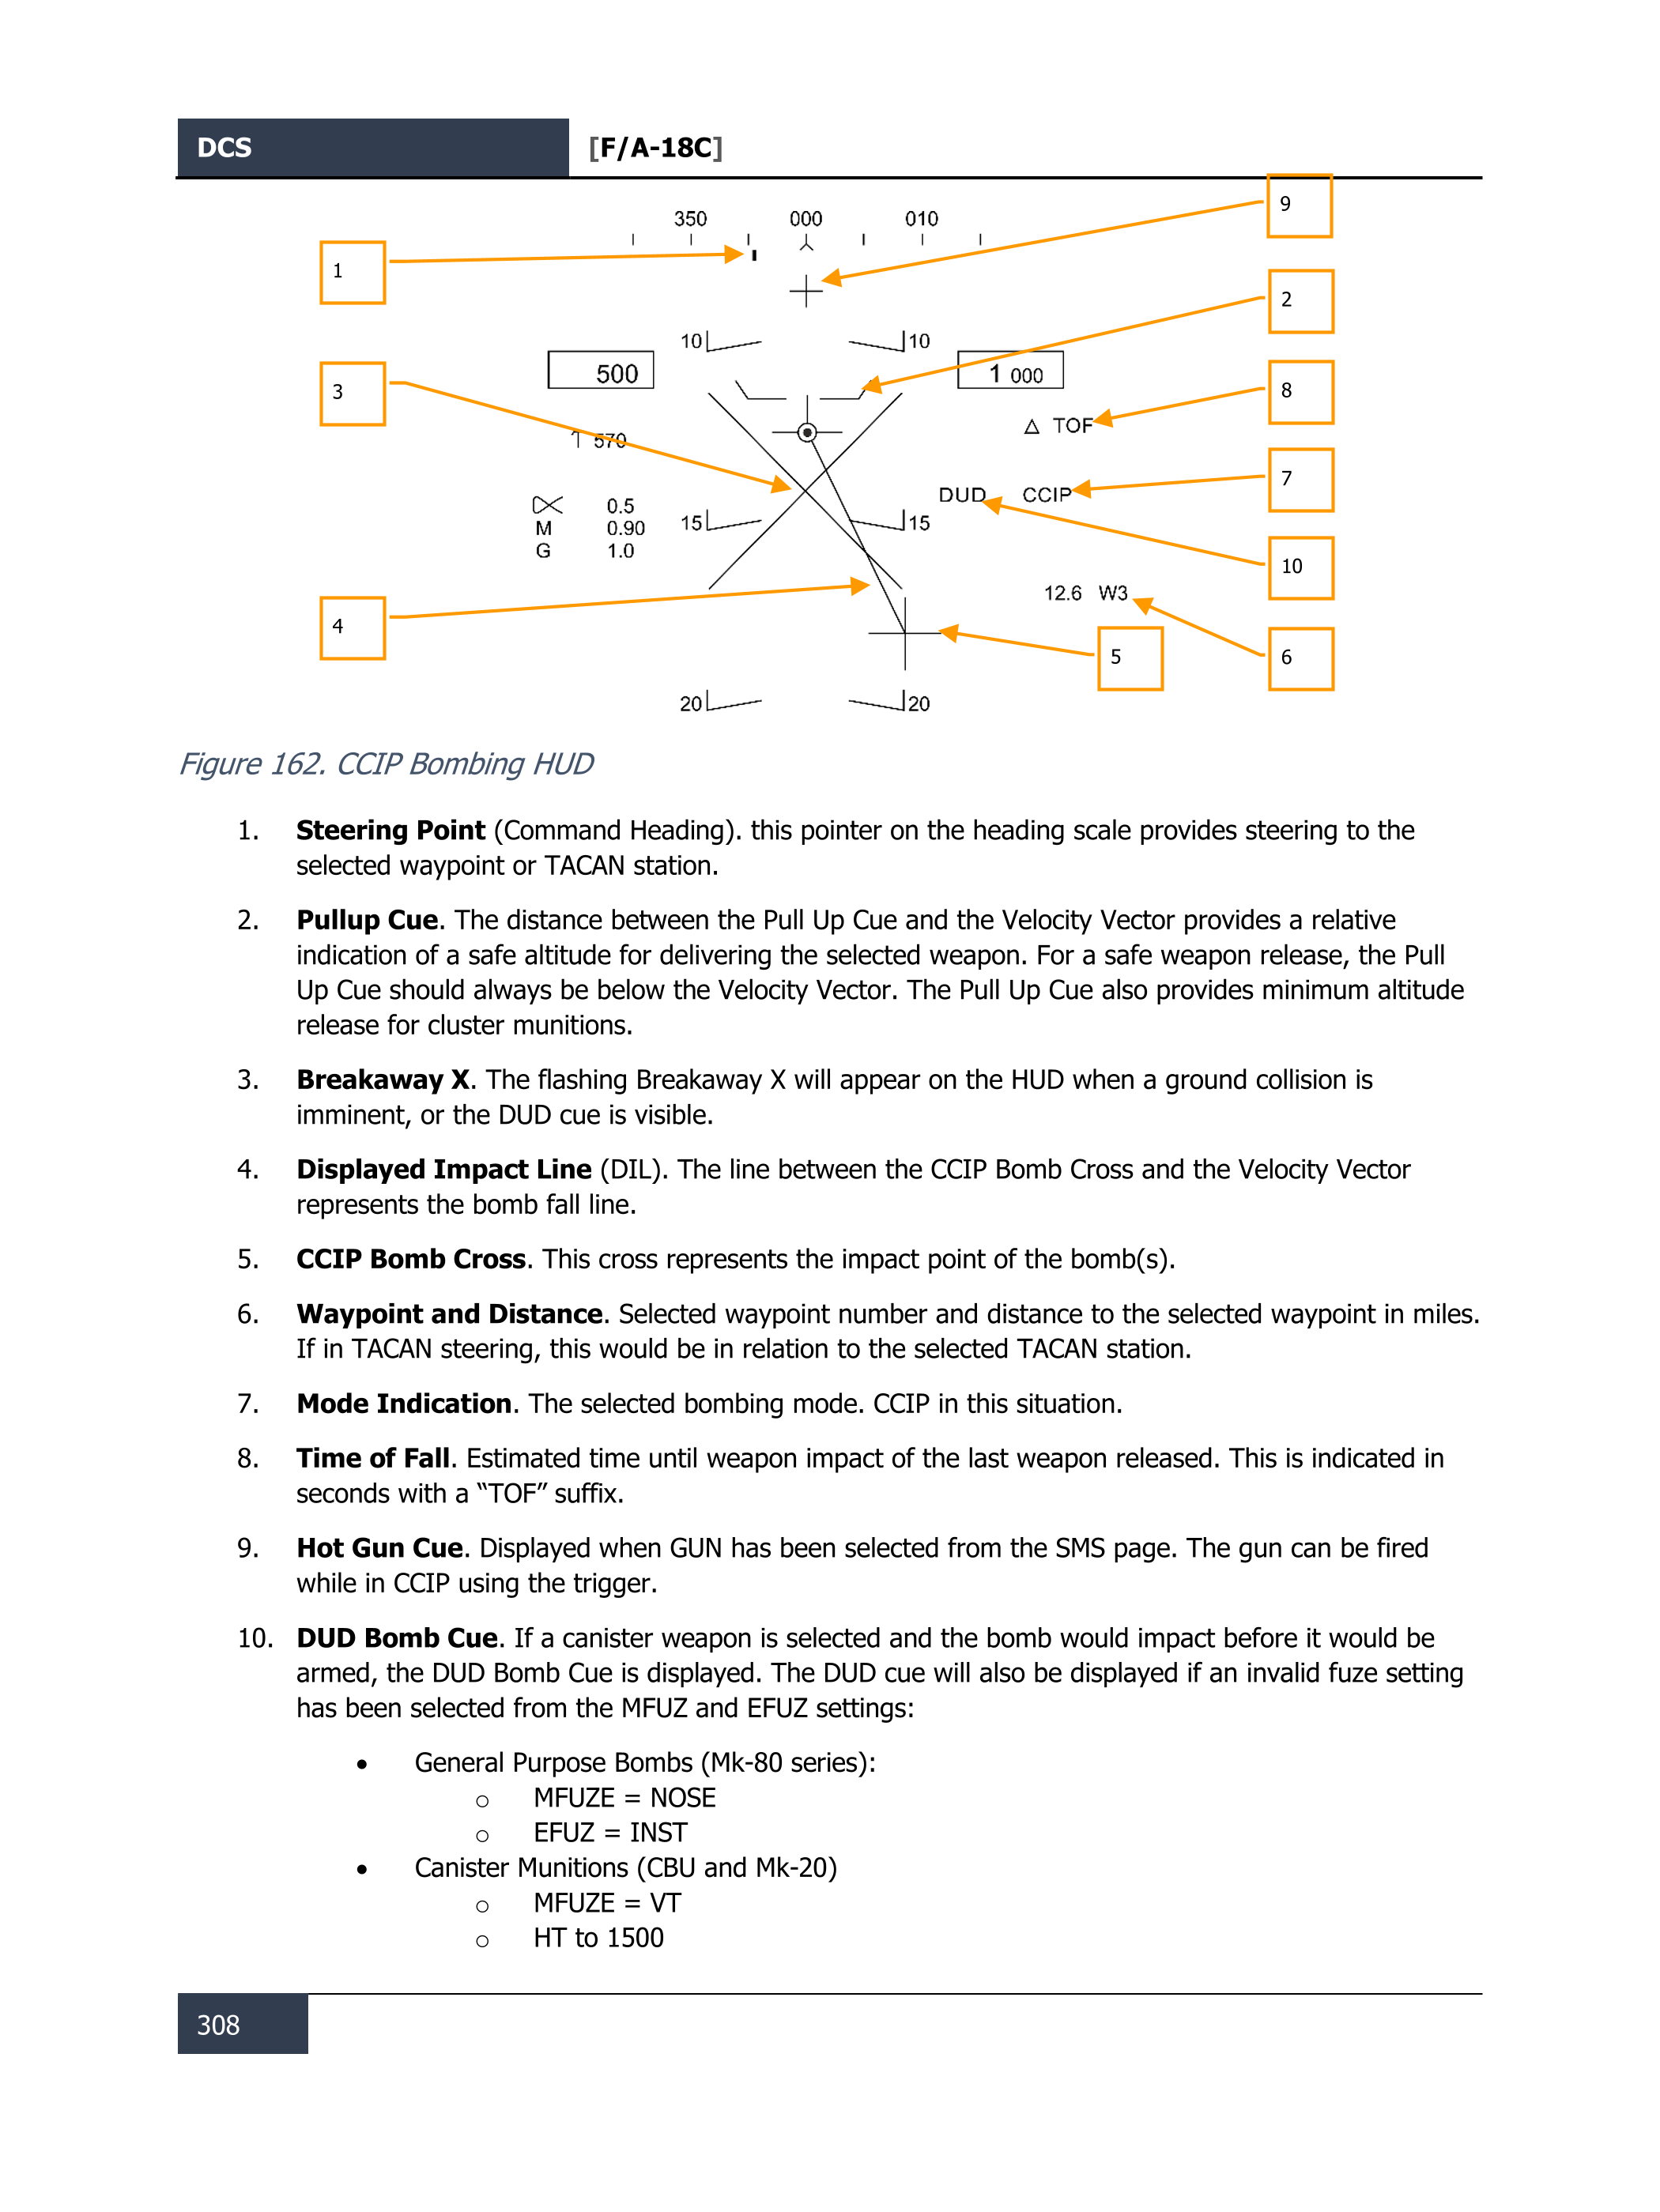 DCS [F/A-18C]
9
350 000 010
1
2
10 10
500 1 000
3
8
△ TOF
↑ 570
7
DUD CCIP
∝ 0.5
M 0.90
G 1.0
15 15
10
12.6 W3
4
5
6
20 20
Figure 162. CCIP Bombing HUD
1. Steering Point (Command Heading). this pointer on the heading scale provides steering to the
selected waypoint or TACAN station.
2. Pullup Cue. The distance between the Pull Up Cue and the Velocity Vector provides a relative
indication of a safe altitude for delivering the selected weapon. For a safe weapon release, the Pull
Up Cue should always be below the Velocity Vector. The Pull Up Cue also provides minimum altitude
release for cluster munitions.
3. Breakaway X. The flashing Breakaway X will appear on the HUD when a ground collision is
imminent, or the DUD cue is visible.
4. Displayed Impact Line (DIL). The line between the CCIP Bomb Cross and the Velocity Vector
represents the bomb fall line.
5. CCIP Bomb Cross. This cross represents the impact point of the bomb(s).
6. Waypoint and Distance. Selected waypoint number and distance to the selected waypoint in miles.
If in TACAN steering, this would be in relation to the selected TACAN station.
7. Mode Indication. The selected bombing mode. CCIP in this situation.
8. Time of Fall. Estimated time until weapon impact of the last weapon released. This is indicated in
seconds with a “TOF” suffix.
9. Hot Gun Cue. Displayed when GUN has been selected from the SMS page. The gun can be fired
while in CCIP using the trigger.
10. DUD Bomb Cue. If a canister weapon is selected and the bomb would impact before it would be
armed, the DUD Bomb Cue is displayed. The DUD cue will also be displayed if an invalid fuze setting
has been selected from the MFUZ and EFUZ settings:
• General Purpose Bombs (Mk-80 series):
o MFUZE = NOSE
o EFUZ = INST
• Canister Munitions (CBU and Mk-20)
o MFUZE = VT
o HT to 1500
308